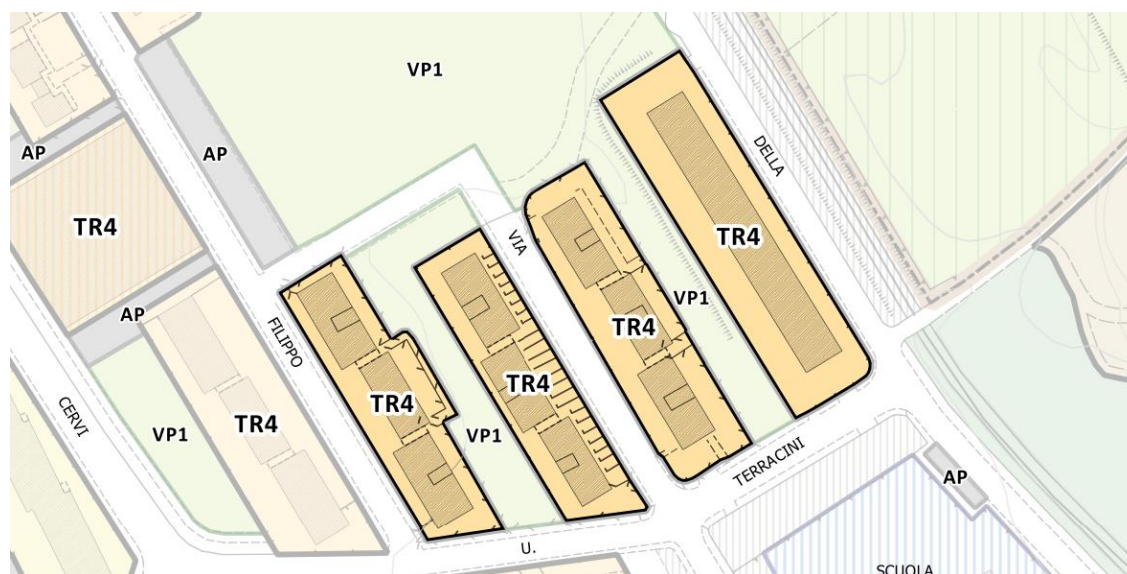 VP1
AP
AP
TR4
DELLA
VIA
TR4
AP
VP1
FILIPPO
TR4
TR4
TR4
CERVI
TR4
VP1
VP1
TERRACINI
AP
U.
SCUOLA